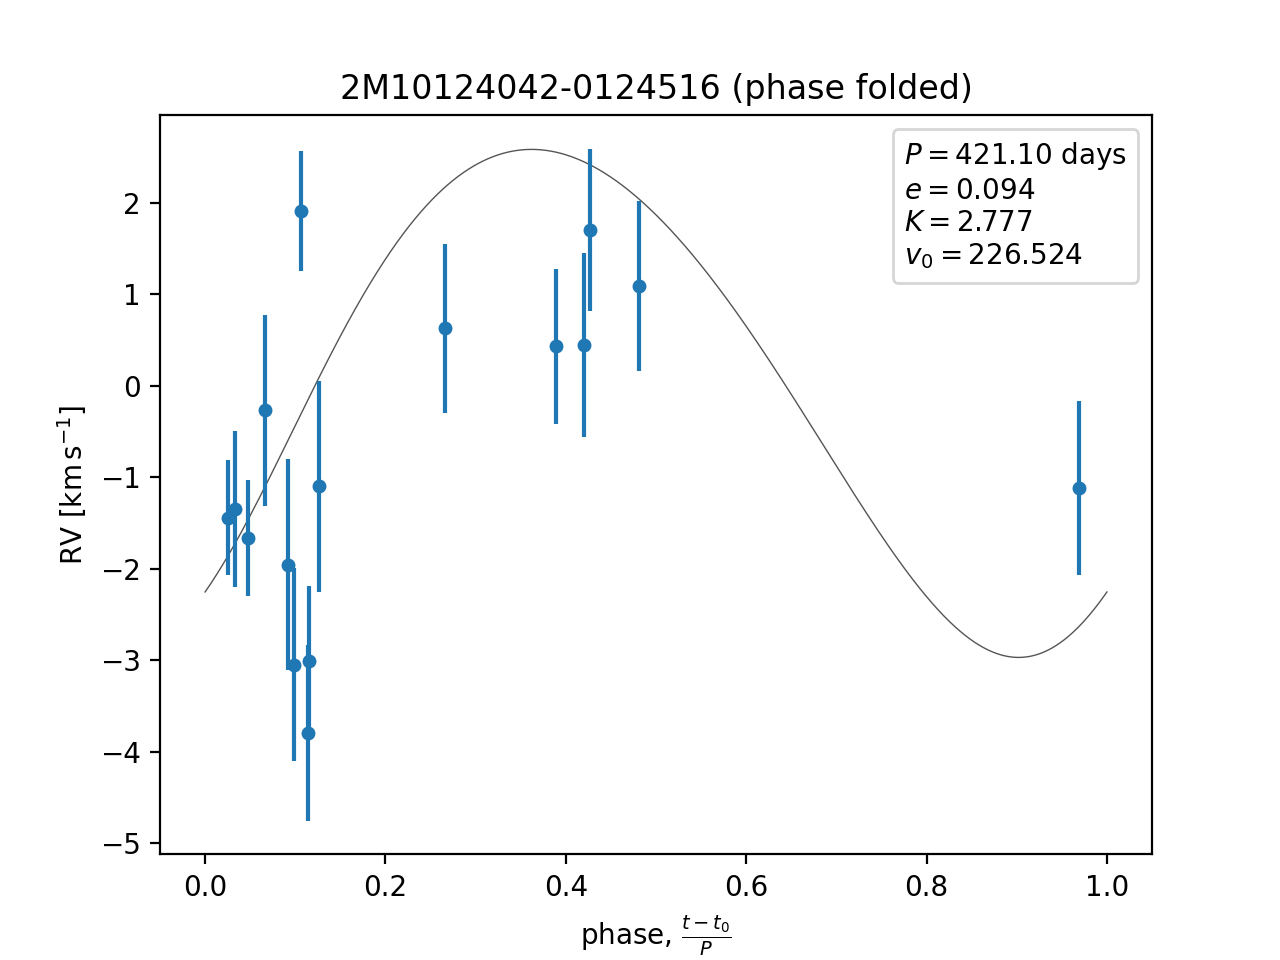 2M10124042-0124516 (phase folded)
P = 421.10 days
e = 0.094
K = 2.777
v₀ = 226.524
RV [km s⁻¹]
2
1
0
−1
−2
−3
−4
−5
0.0 0.2 0.4 0.6 0.8 1.0
phase, (t − t₀)/P